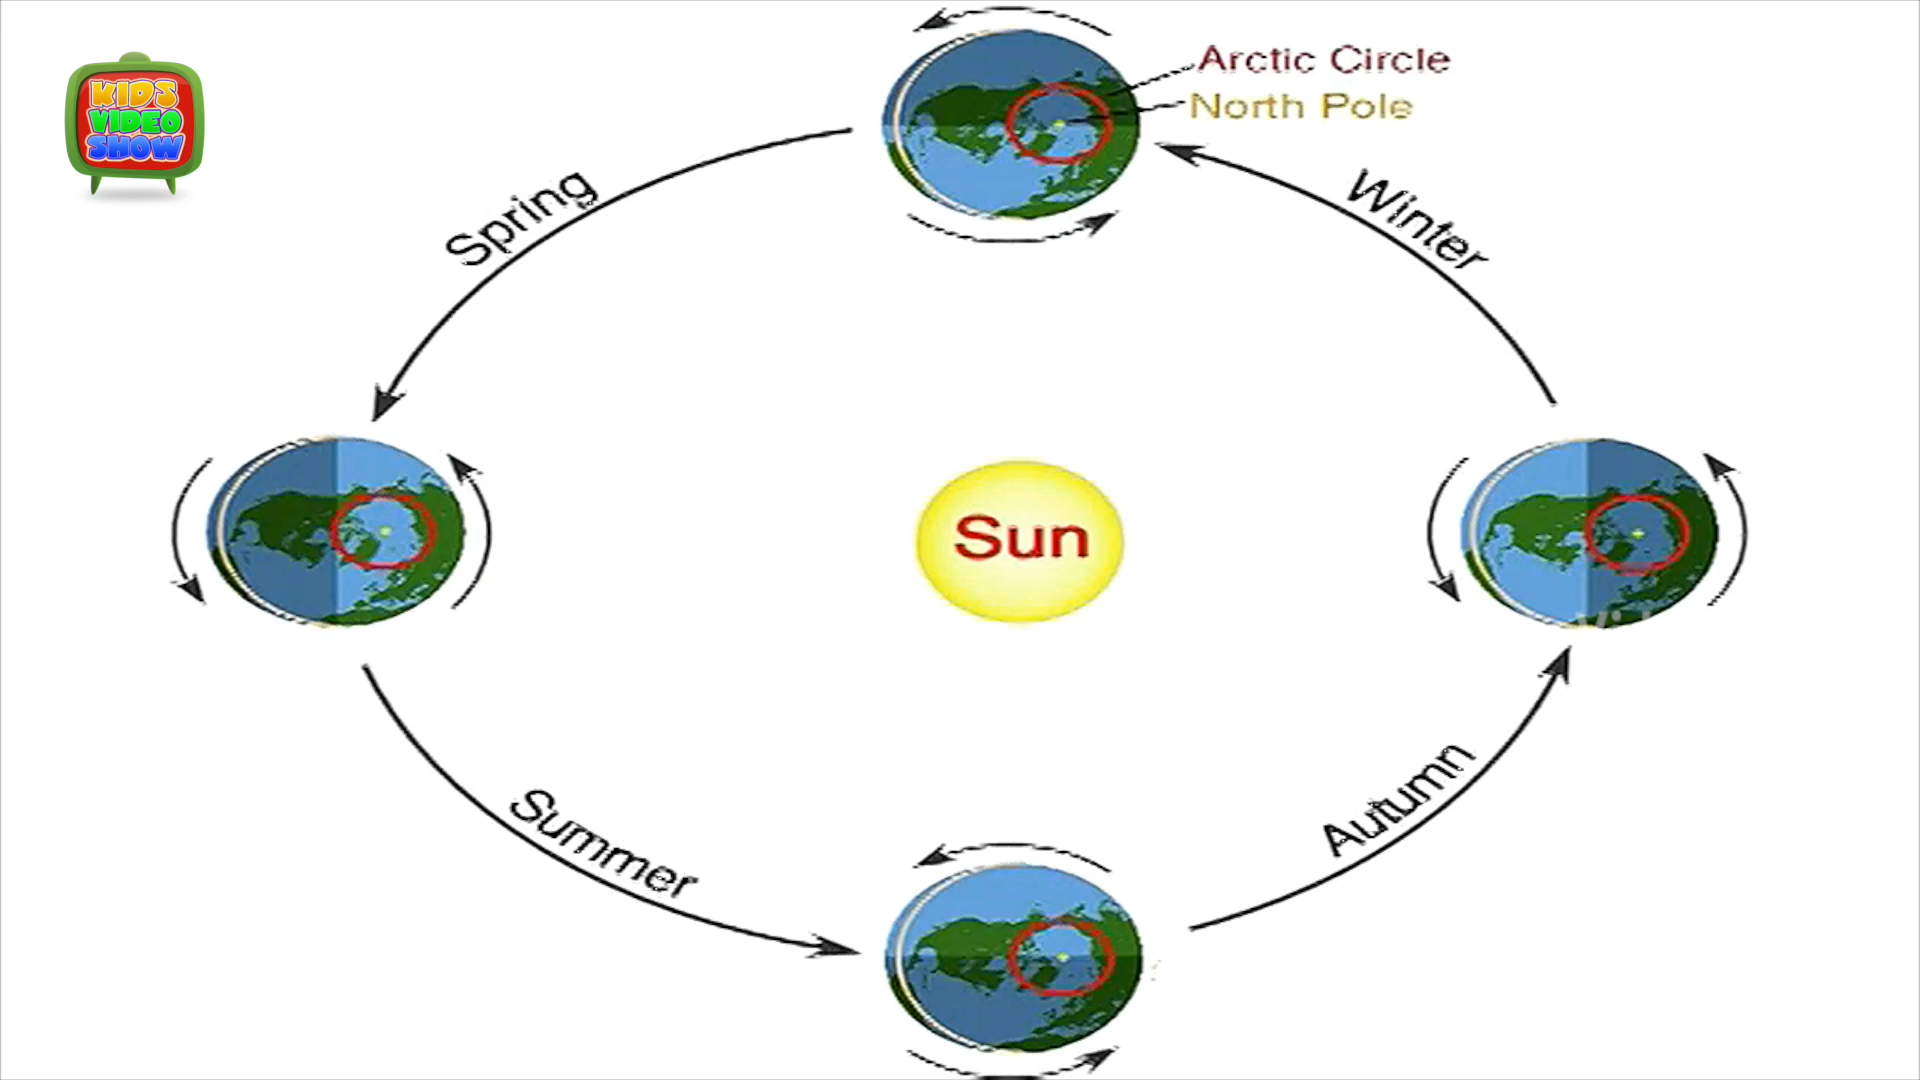 KIDS
VIDEO
SHOW
Arctic Circle
North Pole
Spring
Winter
Sun
Summer
Autumn